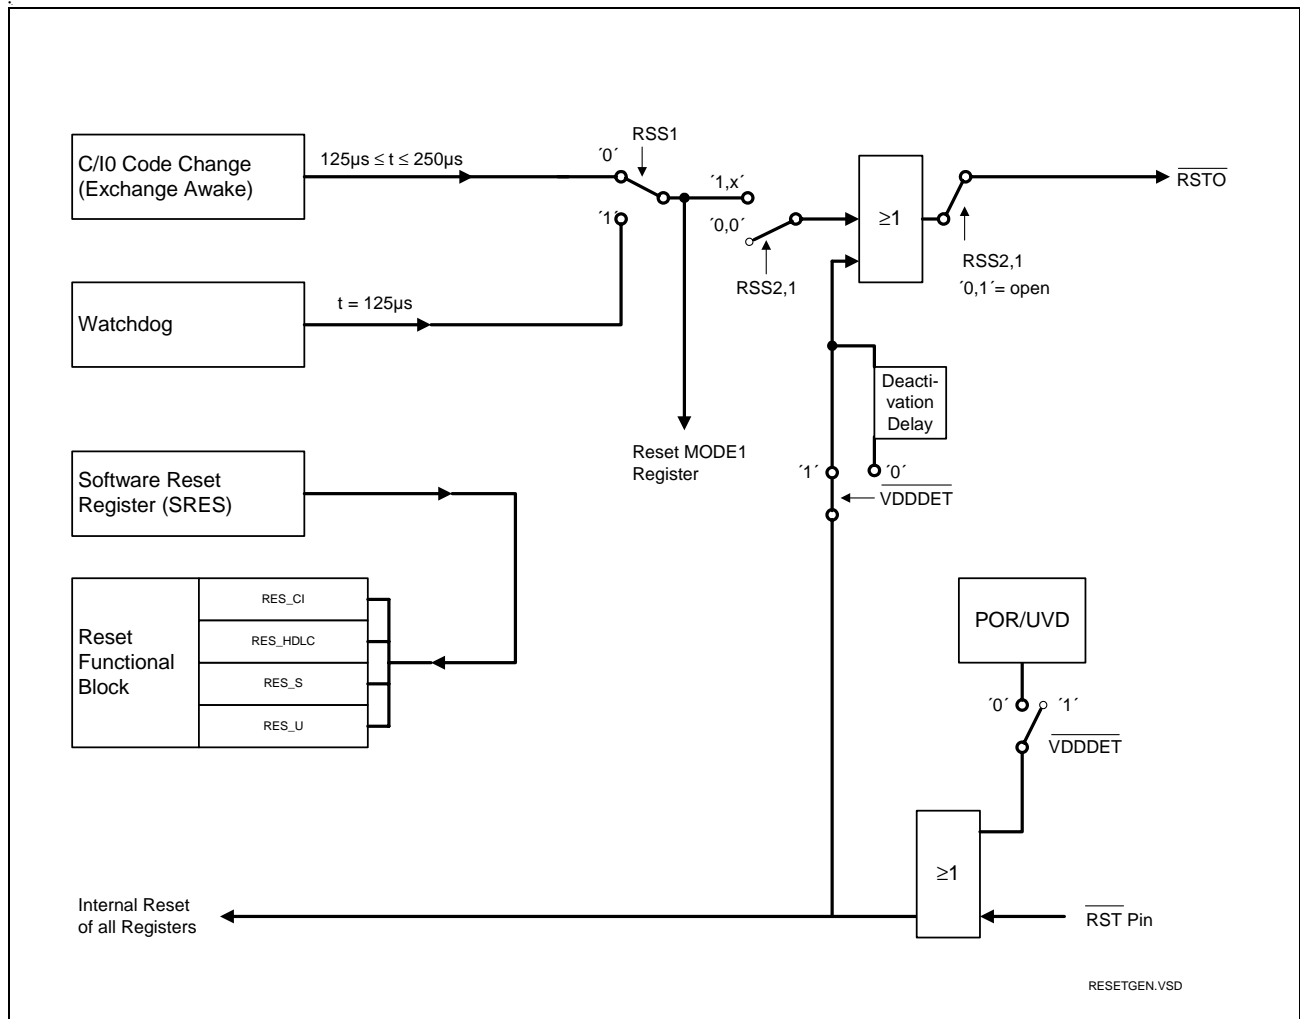 C/I0 Code Change
(Exchange Awake)
125µs ≤ t ≤ 250µs
´0´
RSS1
´1´
´1,x´
´0,0´
RSS2,1
≥1
RSTO
RSS2,1
´0,1´= open
Watchdog
t = 125µs
Deacti-
vation
Delay
Reset MODE1
Register
´1´
´0´
VDDDET
Software Reset
Register (SRES)
Reset
Functional
Block
RES_CI
RES_HDLC
RES_S
RES_U
POR/UVD
´0´
´1´
VDDDET
≥1
Internal Reset
of all Registers
RST Pin
RESETGEN.VSD